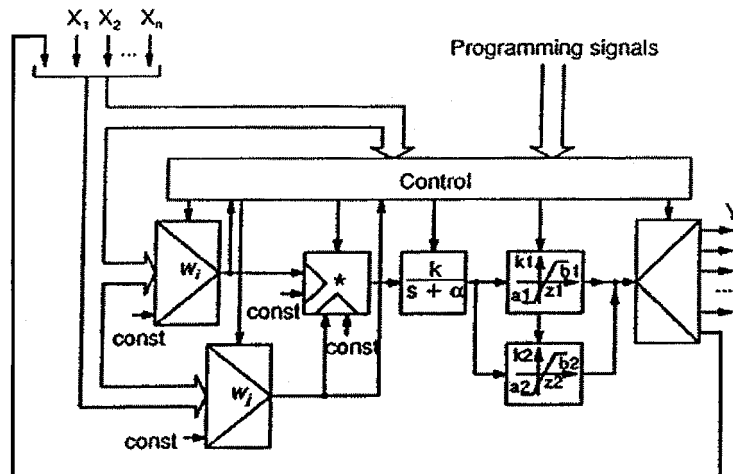 X1 X2 ... Xn
Programming signals
Control
Y
wi
const
*
const
const
k
s + α
k1
b1
a1
z1
k2
b2
a2
z2
....
wj
const